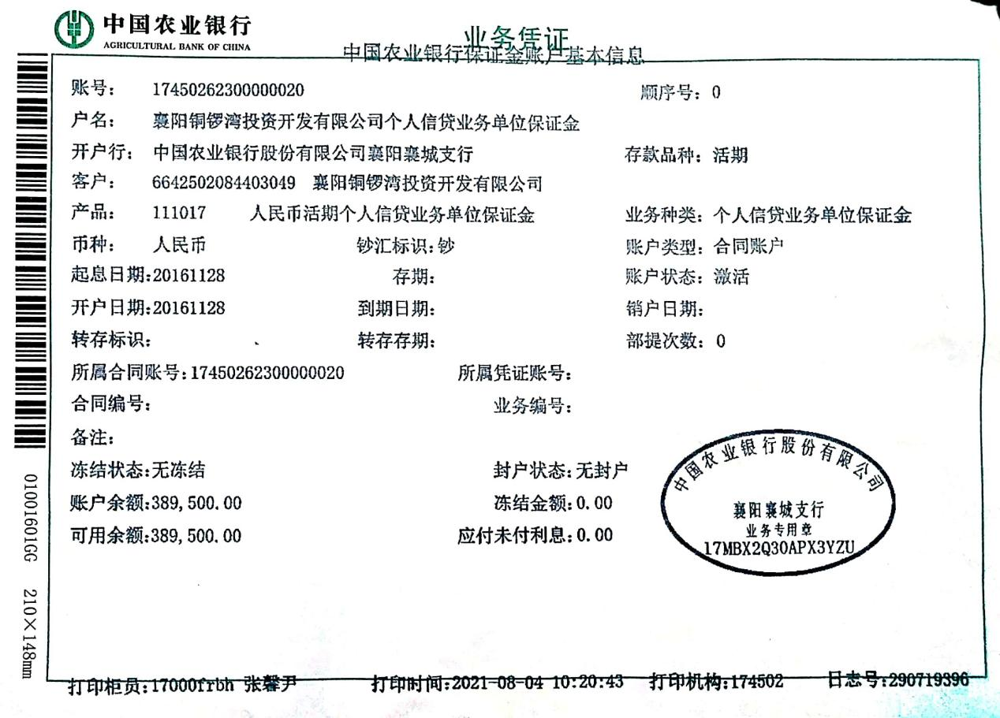 中国农业银行
AGRICULTURAL BANK OF CHINA
业务凭证
中国农业银行保证金账户基本信息
账号： 17450262300000020 顺序号：0
户名： 襄阳铜锣湾投资开发有限公司个人信贷业务单位保证金
开户行： 中国农业银行股份有限公司襄阳襄城支行 存款品种：活期
客户： 6642502084403049 襄阳铜锣湾投资开发有限公司
产品： 111017 人民币活期个人信贷业务单位保证金 业务种类：个人信贷业务单位保证金
币种： 人民币 钞汇标识:钞 账户类型：合同账户
起息日期:20161128 存期： 账户状态：激活
开户日期:20161128 到期日期： 销户日期：
转存标识： 转存存期： 部提次数：0
所属合同账号:17450262300000020 所属凭证账号：
合同编号： 业务编号：
备注：
冻结状态:无冻结 封户状态:无封户
账户余额:389,500.00 冻结金额:0.00
可用余额:389,500.00 应付未付利息:0.00
中国农业银行股份有限公司
襄阳襄城支行
业务专用章
17MBX2Q30APX3YZU
打印柜员:17000frbh 张馨尹 打印时间:2021-08-04 10:20:43 打印机构:174502 日志号:290719396
01001601GG 210×148mm